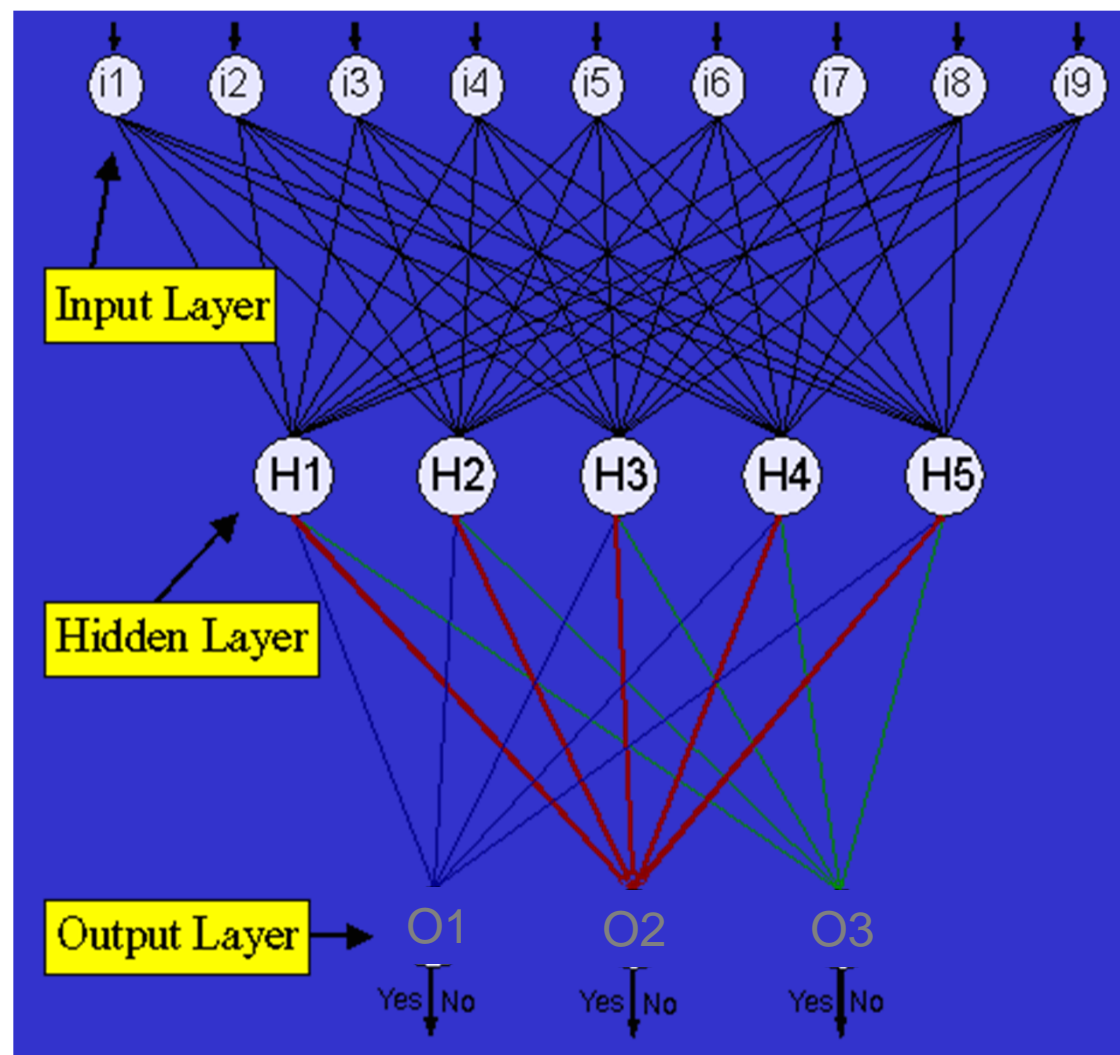 i1 i2 i3 i4 i5 i6 i7 i8 i9
Input Layer
H1 H2 H3 H4 H5
Hidden Layer
Output Layer O1 O2 O3
Yes No Yes No Yes No